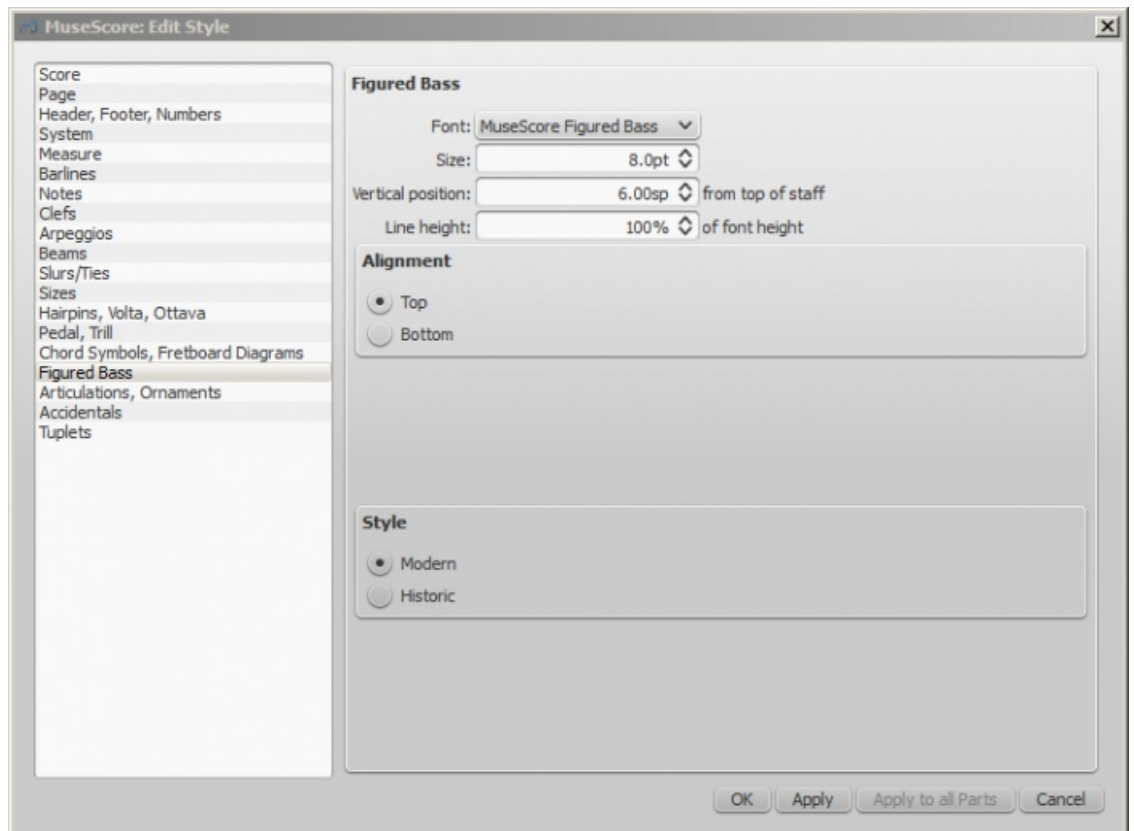 MuseScore: Edit Style
Score
Page
Header, Footer, Numbers
System
Measure
Barlines
Notes
Clefs
Arpeggios
Beams
Slurs/Ties
Sizes
Hairpins, Volta, Ottava
Pedal, Trill
Chord Symbols, Fretboard Diagrams
Figured Bass
Articulations, Ornaments
Accidentals
Tuplets
Figured Bass
Font: MuseScore Figured Bass
Size: 8.0pt
Vertical position: 6.00sp from top of staff
Line height: 100% of font height
Alignment
Top
Bottom
Style
Modern
Historic
OK Apply Apply to all Parts Cancel